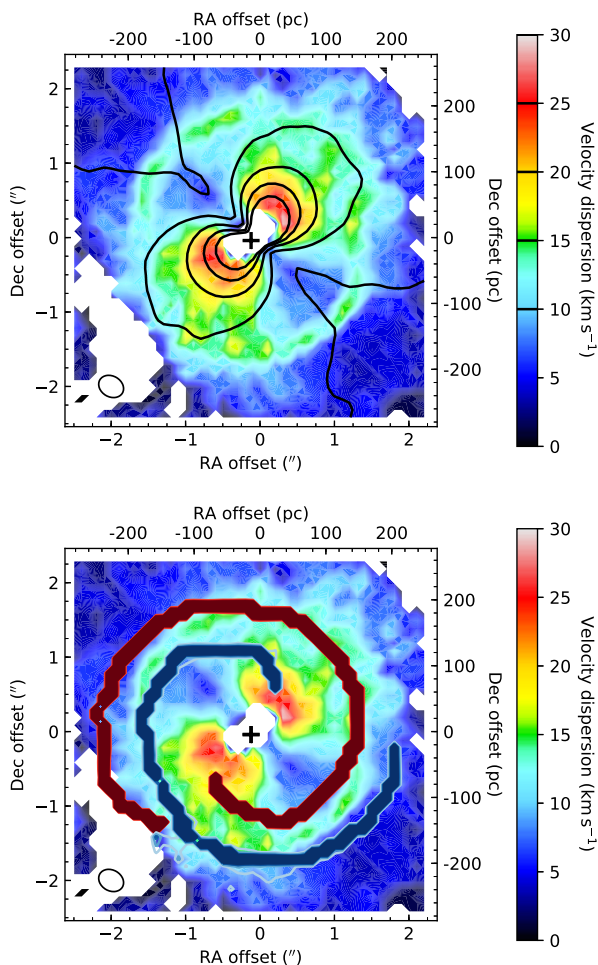 RA offset (pc)
-200 -100 0 100 200
Dec offset (″)
2
1
0
−1
−2
200
100
0
-100
-200
Dec offset (pc)
−2 −1 0 1 2
RA offset (″)
30
25
20
15
10
5
0
Velocity dispersion (km s⁻¹)
RA offset (pc)
-200 -100 0 100 200
Dec offset (″)
2
1
0
−1
−2
200
100
0
-100
-200
Dec offset (pc)
−2 −1 0 1 2
RA offset (″)
30
25
20
15
10
5
0
Velocity dispersion (km s⁻¹)